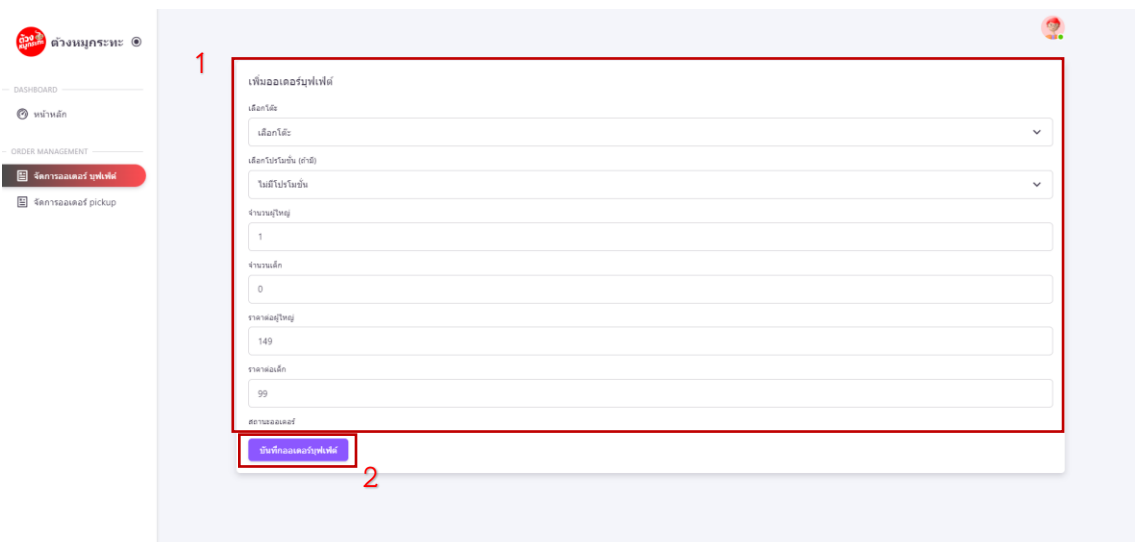 ด้วงหมูกระทะ
DASHBOARD
หน้าหลัก
ORDER MANAGEMENT
จัดการออเดอร์ บุฟเฟ่ต์
จัดการออเดอร์ pickup
1
เพิ่มออเดอร์บุฟเฟ่ต์
เลือกโต๊ะ
เลือกโต๊ะ
เลือกโปรโมชั่น (ถ้ามี)
ไม่มีโปรโมชั่น
จำนวนผู้ใหญ่
1
จำนวนเด็ก
0
ราคาต่อผู้ใหญ่
149
ราคาต่อเด็ก
99
สถานะออเดอร์
บันทึกออเดอร์บุฟเฟ่ต์
2